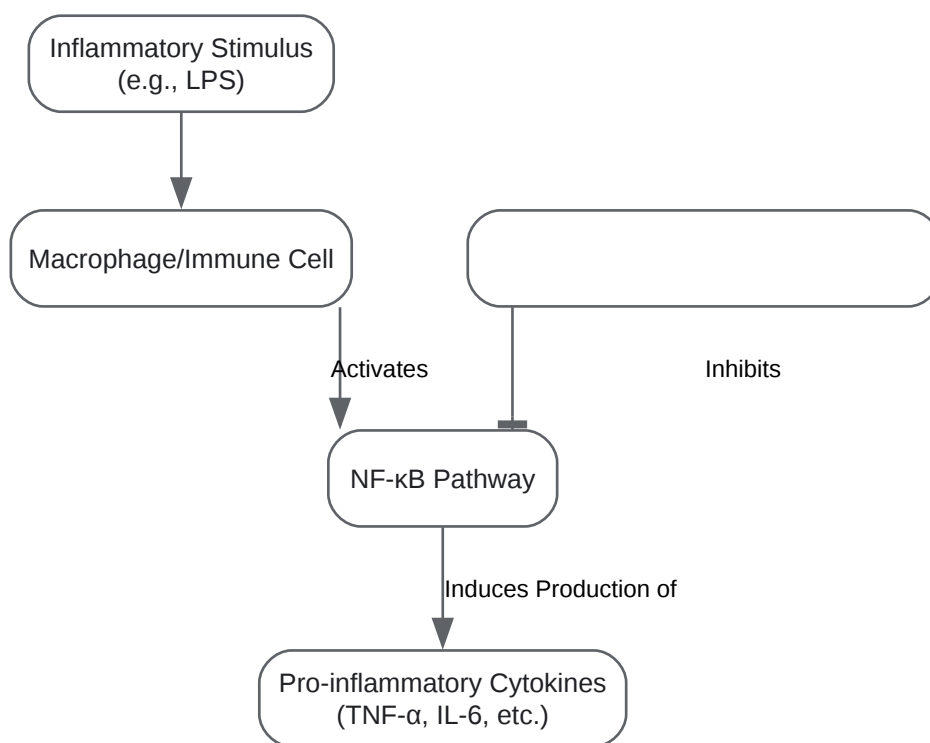 Inflammatory Stimulus
(e.g., LPS)
Macrophage/Immune Cell
Activates
Inhibits
NF-κB Pathway
Induces Production of
Pro-inflammatory Cytokines
(TNF-α, IL-6, etc.)